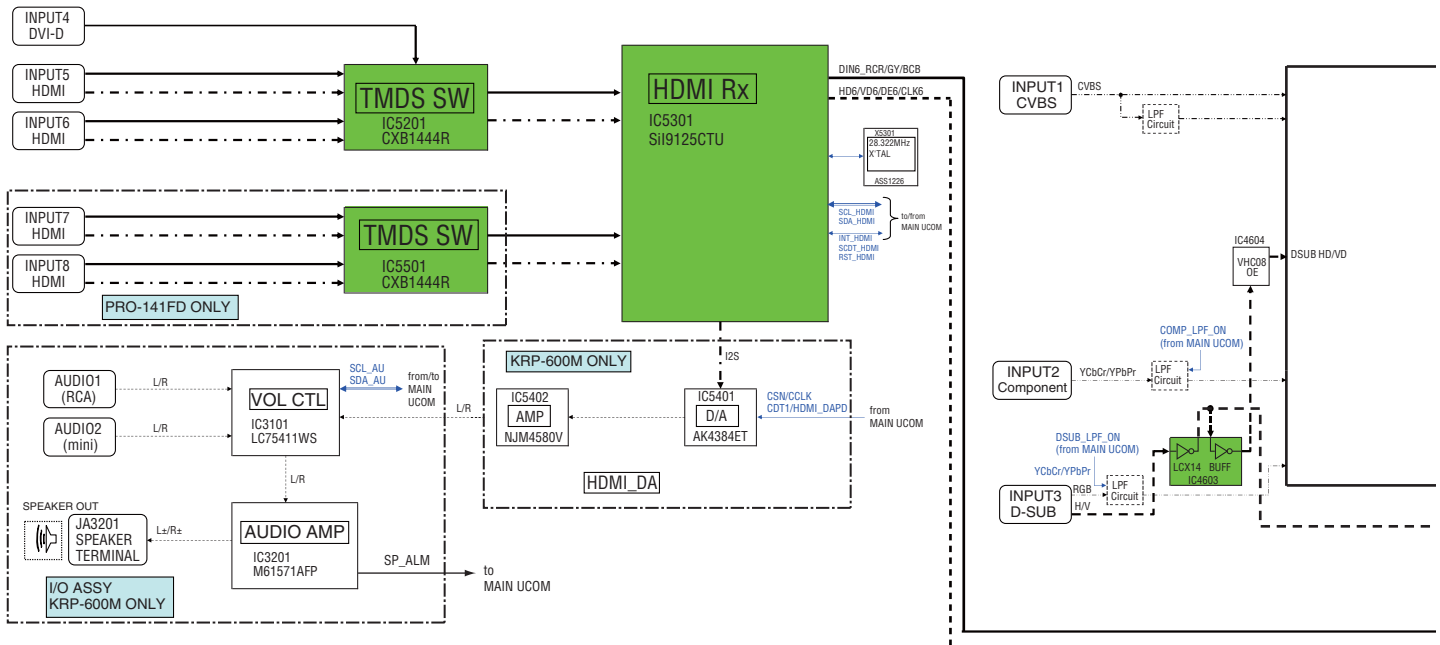 INPUT4
DVI-D
INPUT5
HDMI
INPUT6
HDMI
TMDS SW
IC5201
CXB1444R
INPUT7
HDMI
INPUT8
HDMI
TMDS SW
IC5501
CXB1444R
PRO-141FD ONLY
HDMI Rx
IC5301
SiI9125CTU
DIN6_RCR/GY/BCB
HD6/VD6/DE6/CLK6
X5301
28.322MHz
X'TAL
ASS1226
SCL_HDMI
SDA_HDMI
INT_HDMI
SCDT_HDMI
RST_HDMI
to/from
MAIN UCOM
AUDIO1
(RCA)
L/R
AUDIO2
(mini)
L/R
VOL CTL
IC3101
LC75411WS
SCL_AU
SDA_AU
from/to
MAIN
UCOM
L/R
L/R
SPEAKER OUT
JA3201
SPEAKER
TERMINAL
L±/R±
AUDIO AMP
IC3201
M61571AFP
SP_ALM
to
MAIN UCOM
I/O ASSY
KRP-600M ONLY
KRP-600M ONLY
I2S
IC5402
AMP
NJM4580V
IC5401
D/A
AK4384ET
CSN/CCLK
CDT1/HDMI_DAPD
from
MAIN UCOM
HDMI_DA
INPUT1
CVBS
CVBS
LPF
Circuit
IC4604
VHC08
OE
DSUB HD/VD
COMP_LPF_ON
(from MAIN UCOM)
INPUT2
Component
YCbCr/YPbPr
LPF
Circuit
DSUB_LPF_ON
(from MAIN UCOM)
YCbCr/YPbPr
INPUT3
D-SUB
RGB
H/V
LPF
Circuit
LCX14
BUFF
IC4603